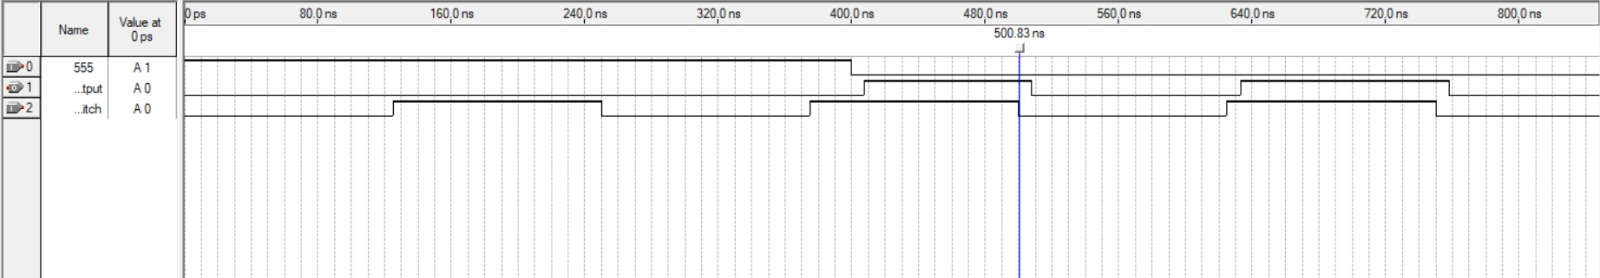 0 ps 80.0 ns 160.0 ns 240.0 ns 320.0 ns 400.0 ns 480.0 ns 560.0 ns 640.0 ns 720.0 ns 800.0 ns
Name
Value at
0 ps
500.83 ns
0 555 A 1
1 ...tput A 0
2 ...itch A 0